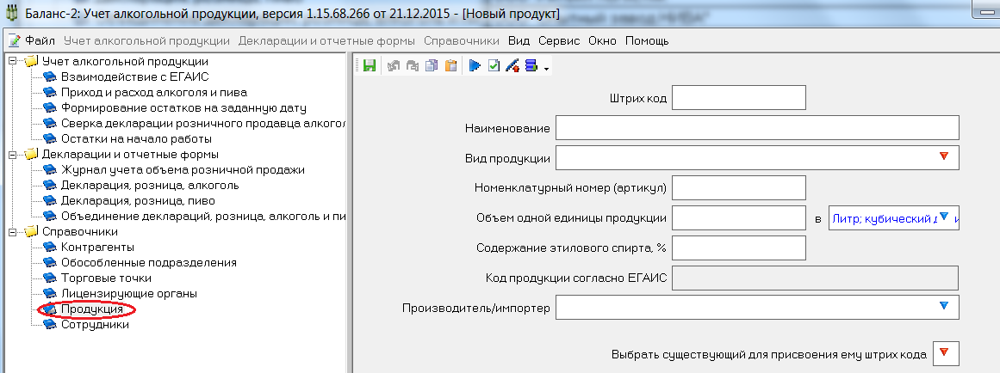 Баланс-2: Учет алкогольной продукции, версия 1.15.68.266 от 21.12.2015 - [Новый продукт]
Файл Учет алкогольной продукции Декларации и отчетные формы Справочники Вид Сервис Окно Помощь
Учет алкогольной продукции
Взаимодействие с ЕГАИС
Приход и расход алкоголя и пива
Формирование остатков на заданную дату
Сверка декларации розничного продавца алкогол
Остатки на начало работы
Декларации и отчетные формы
Журнал учета объема розничной продажи
Декларация, розница, алкоголь
Декларация, розница, пиво
Объединение деклараций, розница, алкоголь и пи
Справочники
Контрагенты
Обособленные подразделения
Торговые точки
Лицензирующие органы
Продукция
Сотрудники
Штрих код
Наименование
Вид продукции
Номенклатурный номер (артикул)
Объем одной единицы продукции в Литр; кубический д
Содержание этилового спирта, %
Код продукции согласно ЕГАИС
Производитель/импортер
Выбрать существующий для присвоения ему штрих кода